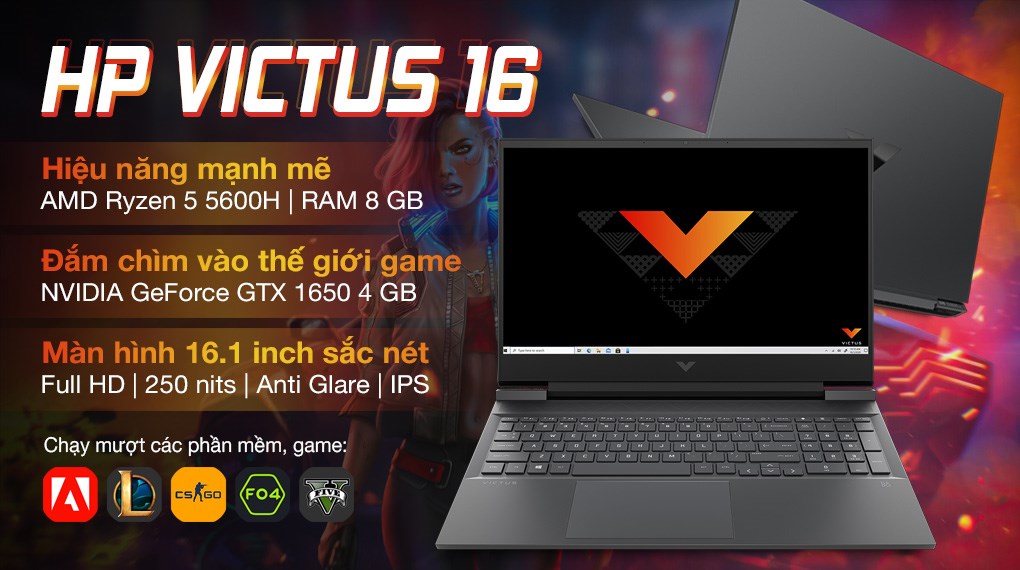 HP VICTUS 16
Hiệu năng mạnh mẽ
AMD Ryzen 5 5600H | RAM 8 GB
Đắm chìm vào thế giới game
NVIDIA GeForce GTX 1650 4 GB
Màn hình 16.1 inch sắc nét
Full HD | 250 nits | Anti Glare | IPS
Chạy mượt các phần mềm, game:
L
CS GO
FO4
V
FIVE
VICTUS
VICTUS